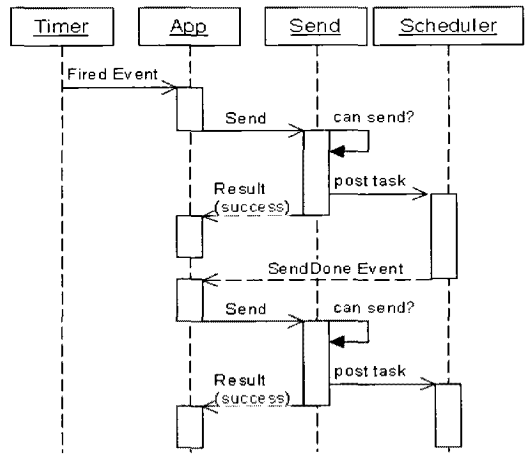 Timer App Send Scheduler
Fired Event
Send
can send?
post task
Result
(success)
SendDone Event
Send
can send?
post task
Result
(success)